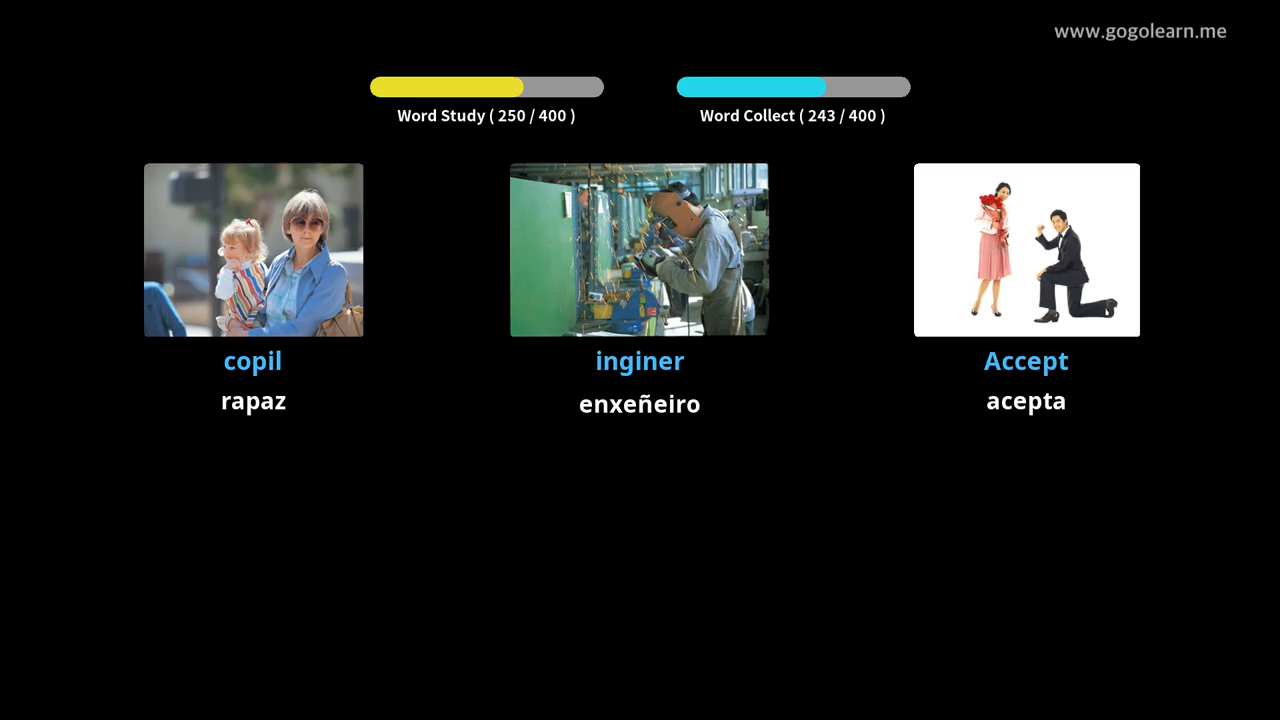 www.gogolearn.me
Word Study ( 250 / 400 )
Word Collect ( 243 / 400 )
copil
rapaz
inginer
enxeñeiro
Accept
acepta